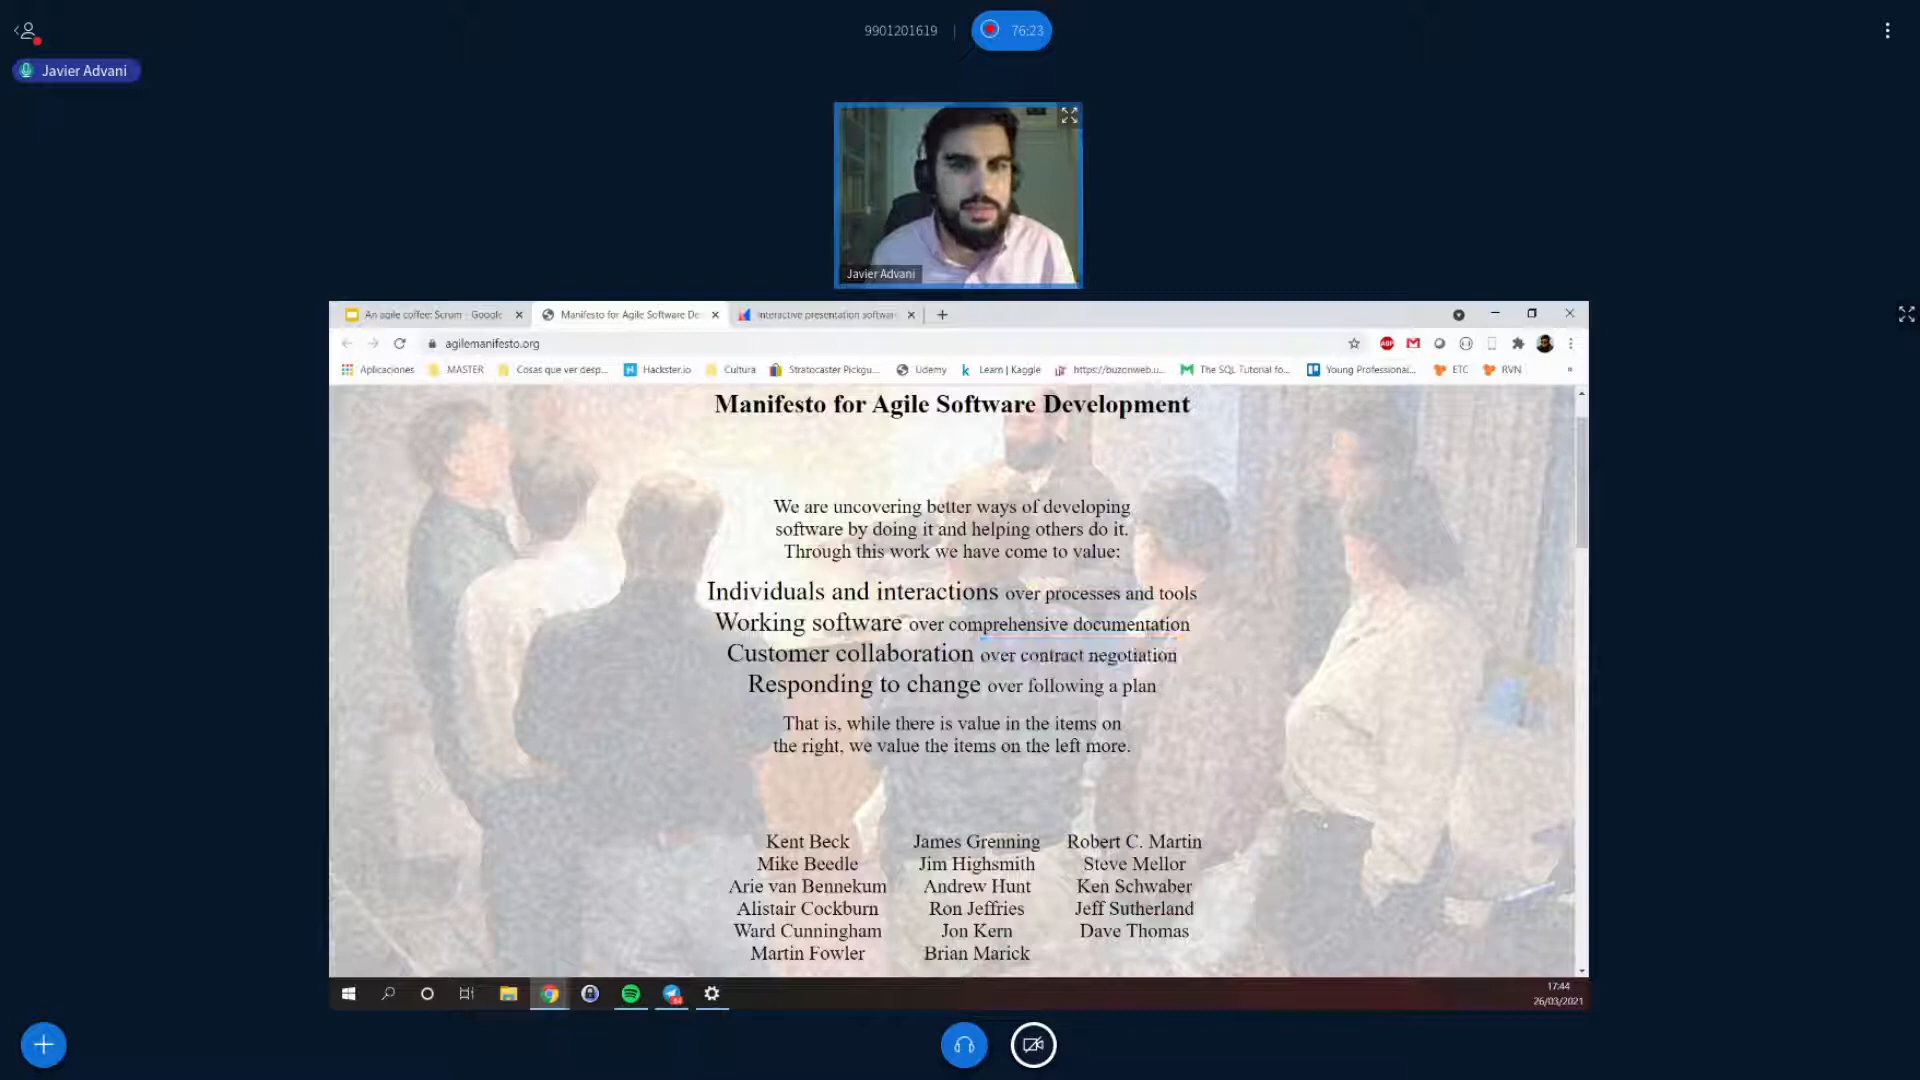 9901201619
76:23
Javier Advani
Javier Advani
An agile coffee: Scrum - Google
Manifesto for Agile Software De
Interactive presentation softwar
agilemanifesto.org
Aplicaciones
MASTER
Cosas que ver desp...
Hackster.io
Cultura
Stratocaster Pickgu...
Udemy
Learn | Kaggle
https://buzonweb.u...
The SQL Tutorial fo...
Young Professional...
ETC
RVN
Manifesto for Agile Software Development
We are uncovering better ways of developing
software by doing it and helping others do it.
Through this work we have come to value:
Individuals and interactions over processes and tools
Working software over comprehensive documentation
Customer collaboration over contract negotiation
Responding to change over following a plan
That is, while there is value in the items on
the right, we value the items on the left more.
Kent Beck
Mike Beedle
Arie van Bennekum
Alistair Cockburn
Ward Cunningham
Martin Fowler
James Grenning
Jim Highsmith
Andrew Hunt
Ron Jeffries
Jon Kern
Brian Marick
Robert C. Martin
Steve Mellor
Ken Schwaber
Jeff Sutherland
Dave Thomas
17:44
26/03/2021